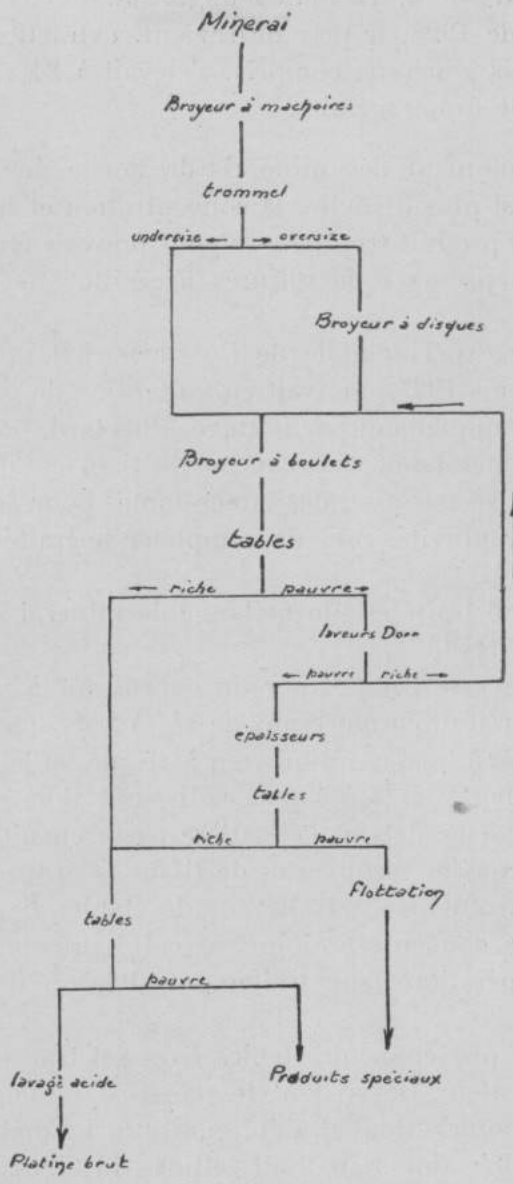 Minerai
Broyeur à machoires
trommel
undersize ← → oversize
Broyeur à disques
Broyeur à boulets
tables
← riche pauvre →
laveurs Dorr
← pauvre riche →
epaisseurs
tables
riche pauvre
flottation
tables
pauvre
lavage acide
Produits spéciaux
Platine brut